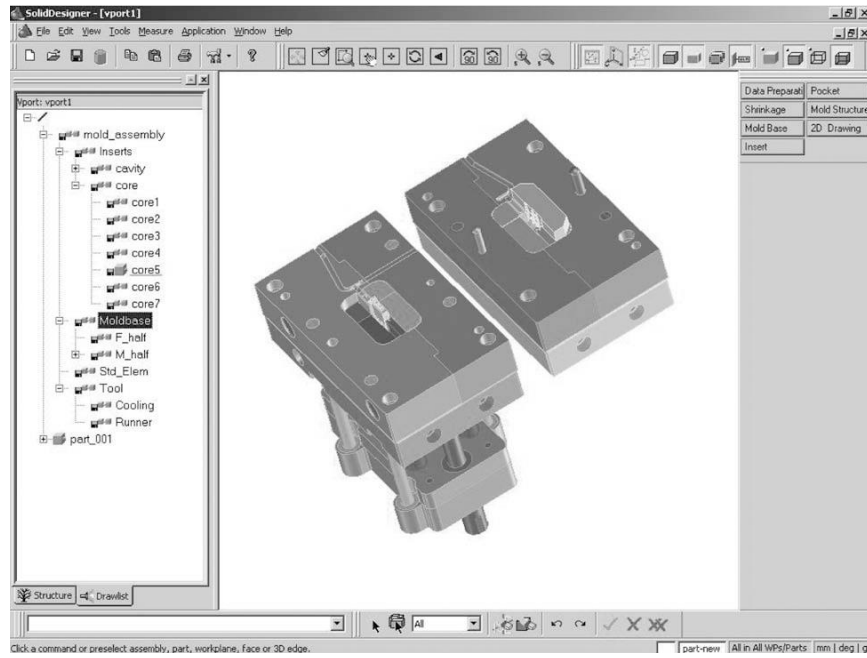 SolidDesigner - [vport1]
File Edit View Tools Measure Application Window Help
90 90
Vport: vport1
mold_assembly
Inserts
cavity
core
core1
core2
core3
core4
core5
core6
core7
Moldbase
F_half
M_half
Std_Elem
Tool
Cooling
Runner
part_001
Structure Drawlist
Data Preparati Pocket
Shrinkage Mold Structure
Mold Base 2D Drawing
Insert
All
Click a command or preselect assembly, part, workplane, face or 3D edge.
part-new All in All WPs/Parts mm | deg | g